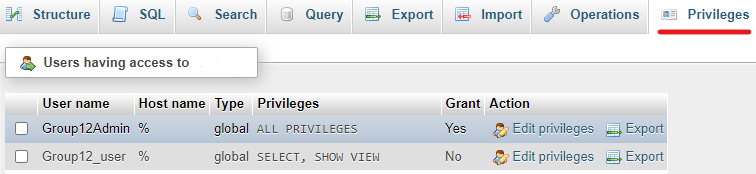 Structure SQL Search Query Export Import Operations Privileges
Users having access to
User name Host name Type Privileges Grant Action
Group12Admin % global ALL PRIVILEGES Yes Edit privileges Export
Group12_user % global SELECT, SHOW VIEW No Edit privileges Export